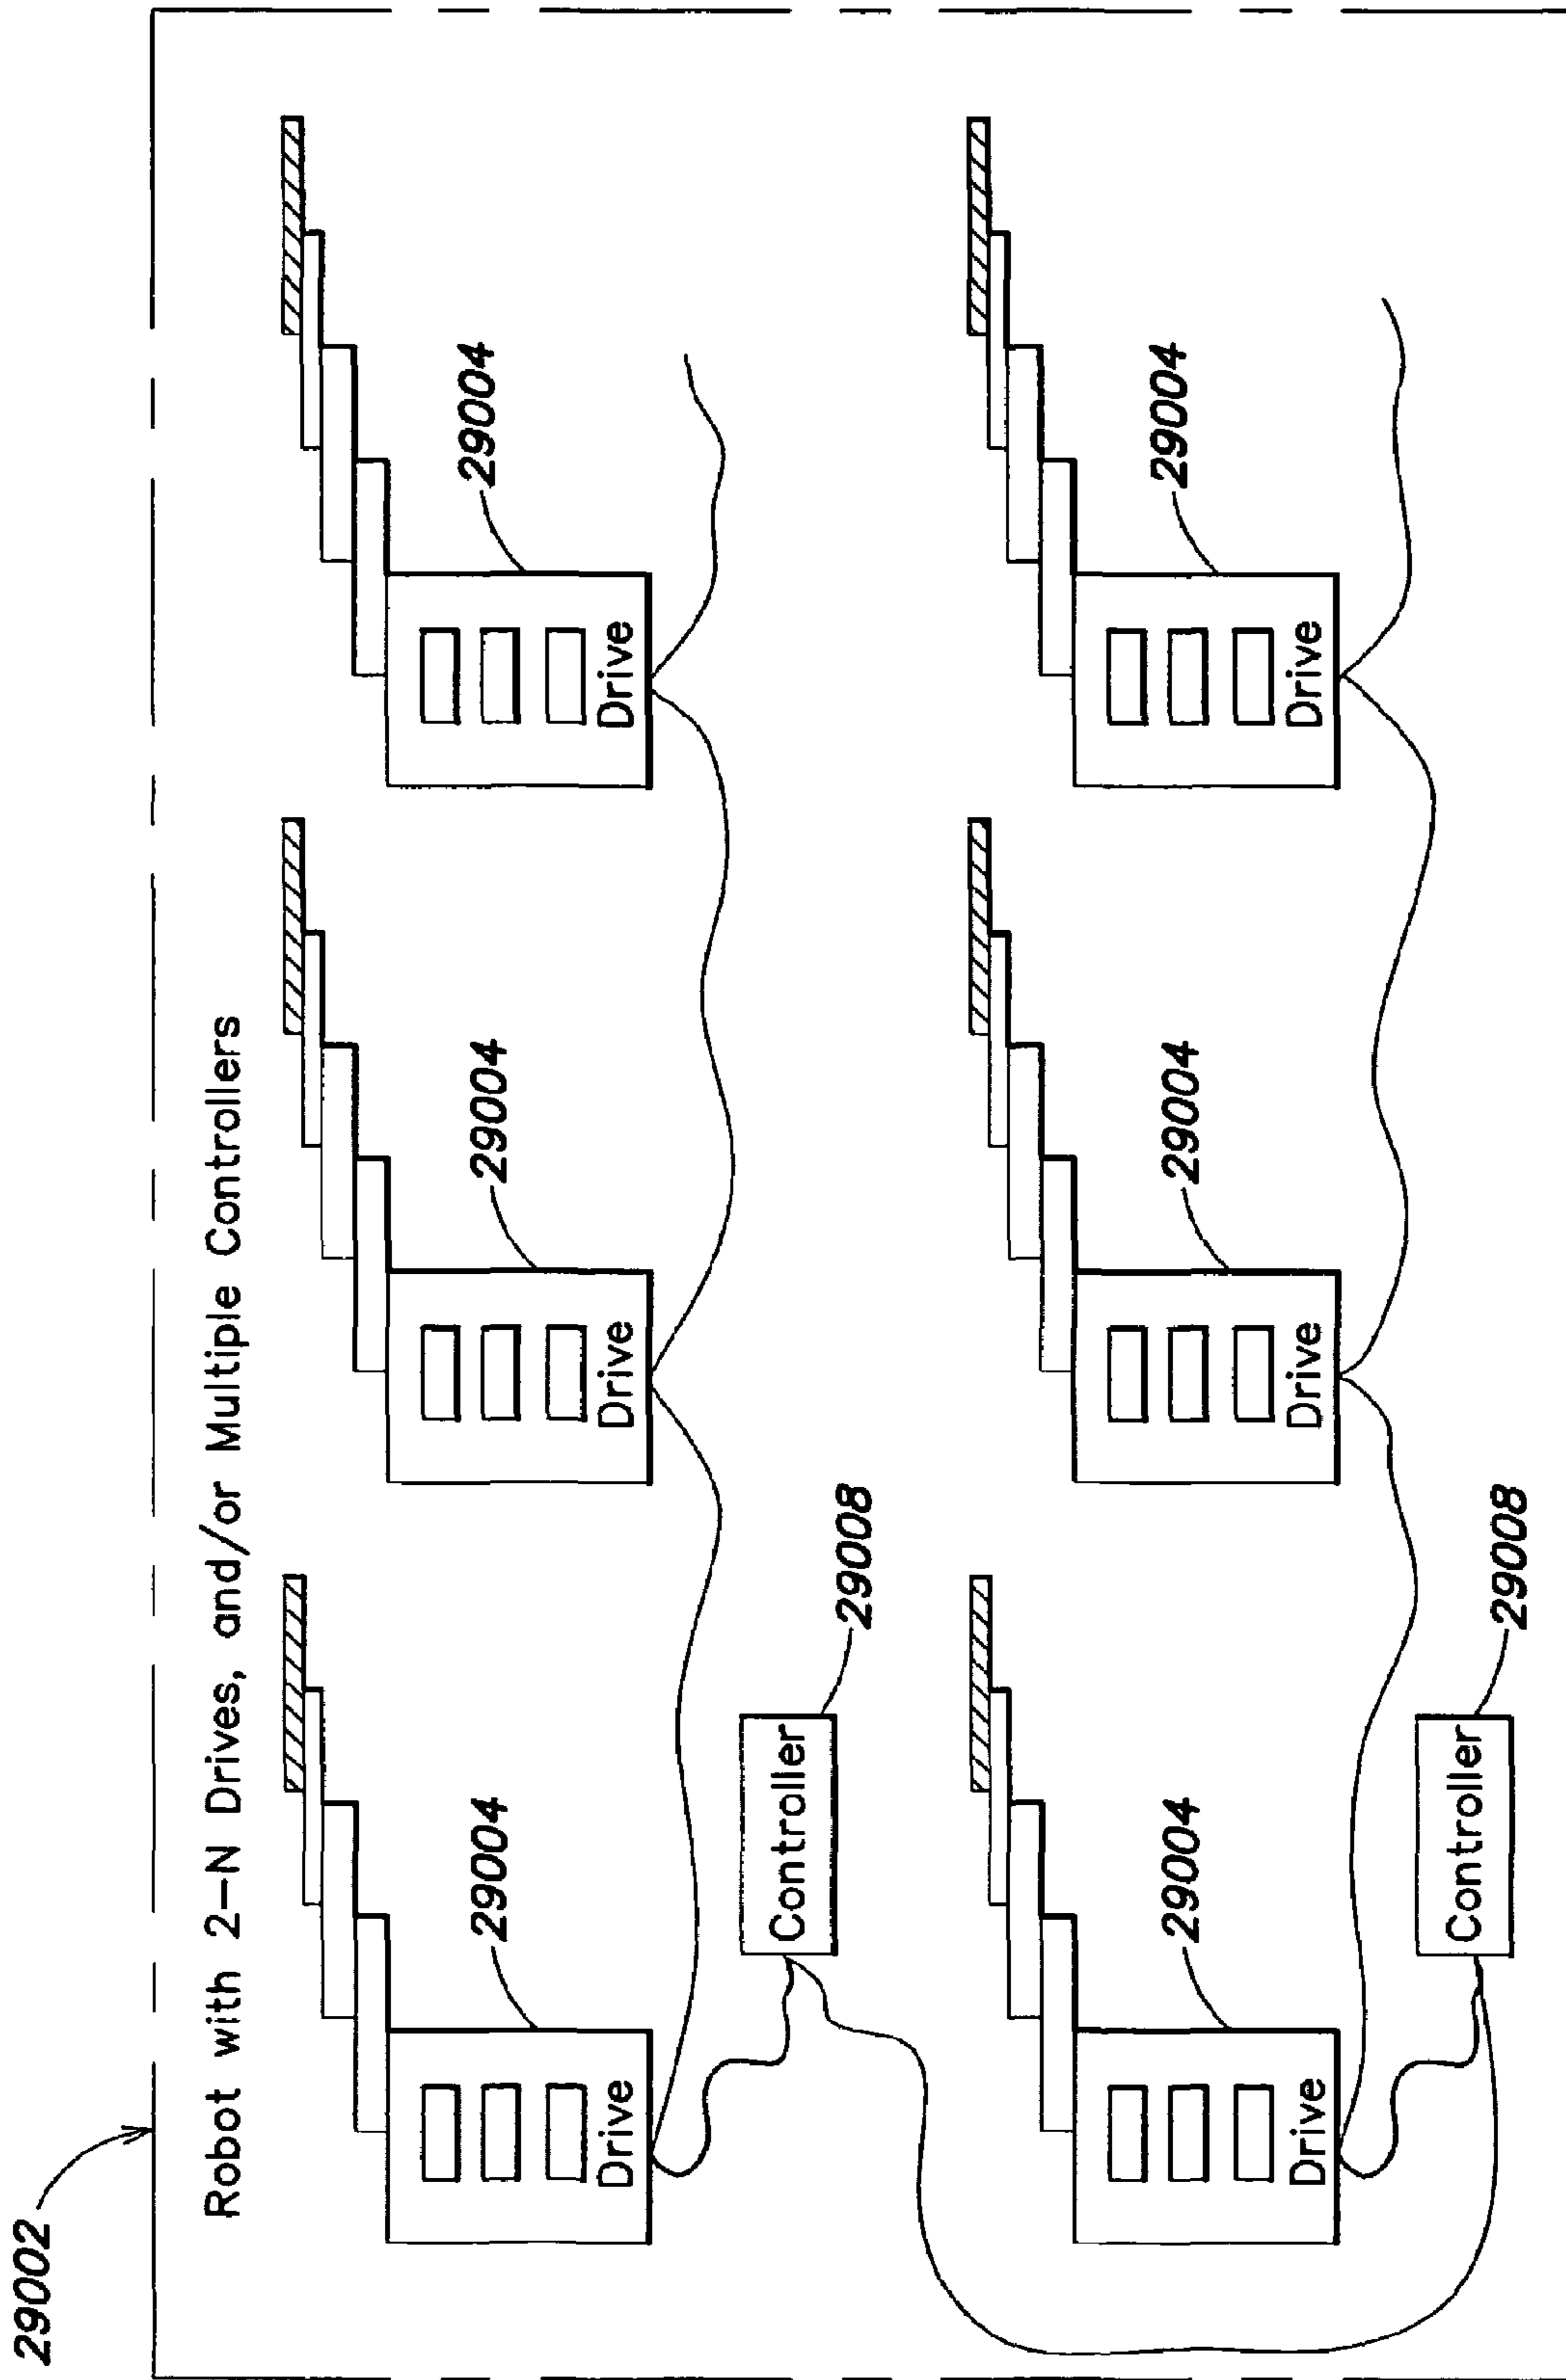 29002
Robot with 2-N Drives, and/or Multiple Controllers
29004
29004
29004
Drive
Drive
Drive
Controller
29008
29004
29004
29004
Drive
Drive
Drive
Controller
29008